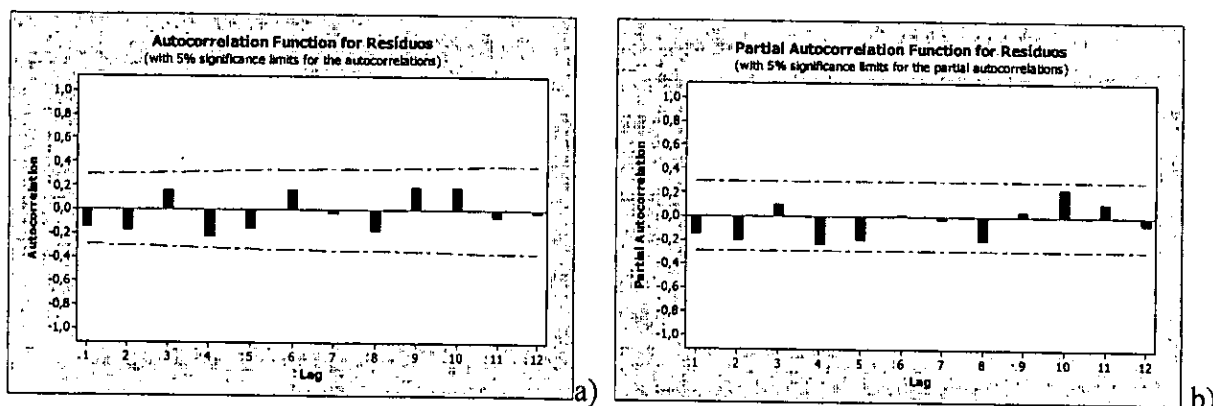 Autocorrelation Function for Resíduos
(with 5% significance limits for the autocorrelations)
Autocorrelation
1,0
0,8
0,6
0,4
0,2
0,0
-0,2
-0,4
-0,6
-0,8
-1,0
1 2 3 4 5 6 7 8 9 10 11 12
Lag
a)
Partial Autocorrelation Function for Resíduos
(with 5% significance limits for the partial autocorrelations)
Partial Autocorrelation
1,0
0,8
0,6
0,4
0,2
0,0
-0,2
-0,4
-0,6
-0,8
-1,0
1 2 3 4 5 6 7 8 9 10 11 12
Lag
b)